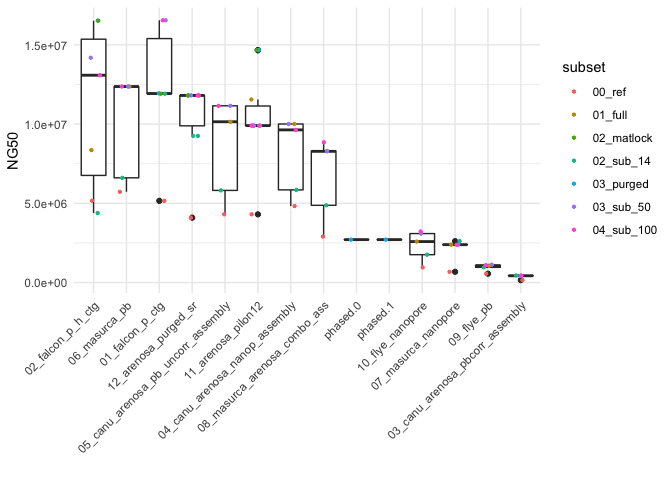 NG50
1.5e+07
1.0e+07
5.0e+06
0.0e+00
02_falcon_p_h_ctg
06_masurca_pb
01_falcon_p_ctg
12_arenosa_purged_sr
05_canu_arenosa_pb_uncorr_assembly
11_arenosa_pilon12
04_canu_arenosa_nanop_assembly
08_masurca_arenosa_combo_ass
phased.0
phased.1
10_flye_nanopore
07_masurca_nanopore
09_flye_pb
03_canu_arenosa_pbcorr_assembly
subset
00_ref
01_full
02_matlock
02_sub_14
03_purged
03_sub_50
04_sub_100